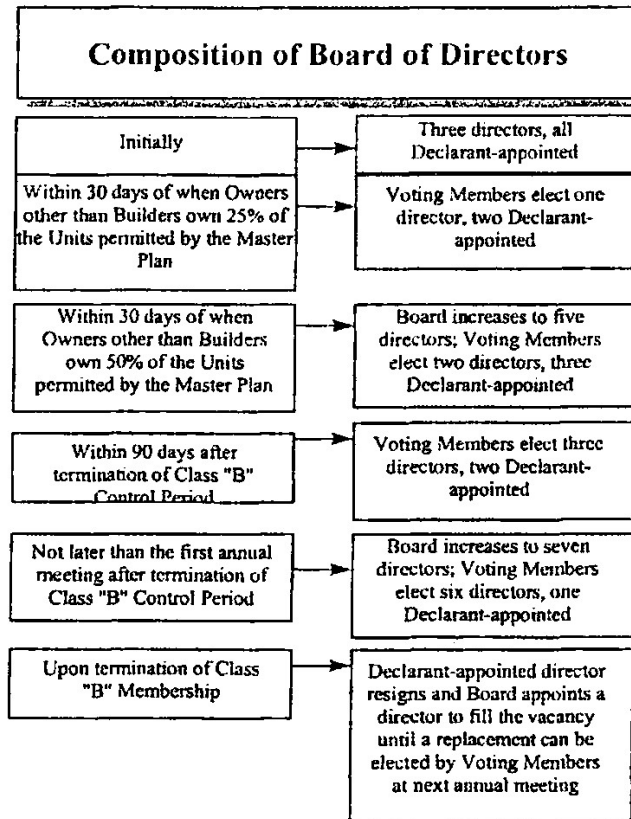 Composition of Board of Directors
Initially
Three directors, all
Declarant-appointed
Within 30 days of when Owners
other than Builders own 25% of
the Units permitted by the Master
Plan
Voting Members elect one
director, two Declarant-
appointed
Within 30 days of when
Owners other than Builders
own 50% of the Units
permitted by the Master Plan
Board increases to five
directors; Voting Members
elect two directors, three
Declarant-appointed
Within 90 days after
termination of Class "B"
Control Period
Voting Members elect three
directors, two Declarant-
appointed
Not later than the first annual
meeting after termination of
Class "B" Control Period
Board increases to seven
directors; Voting Members
elect six directors, one
Declarant-appointed
Upon termination of Class
"B" Membership
Declarant-appointed director
resigns and Board appoints a
director to fill the vacancy
until a replacement can be
elected by Voting Members
at next annual meeting